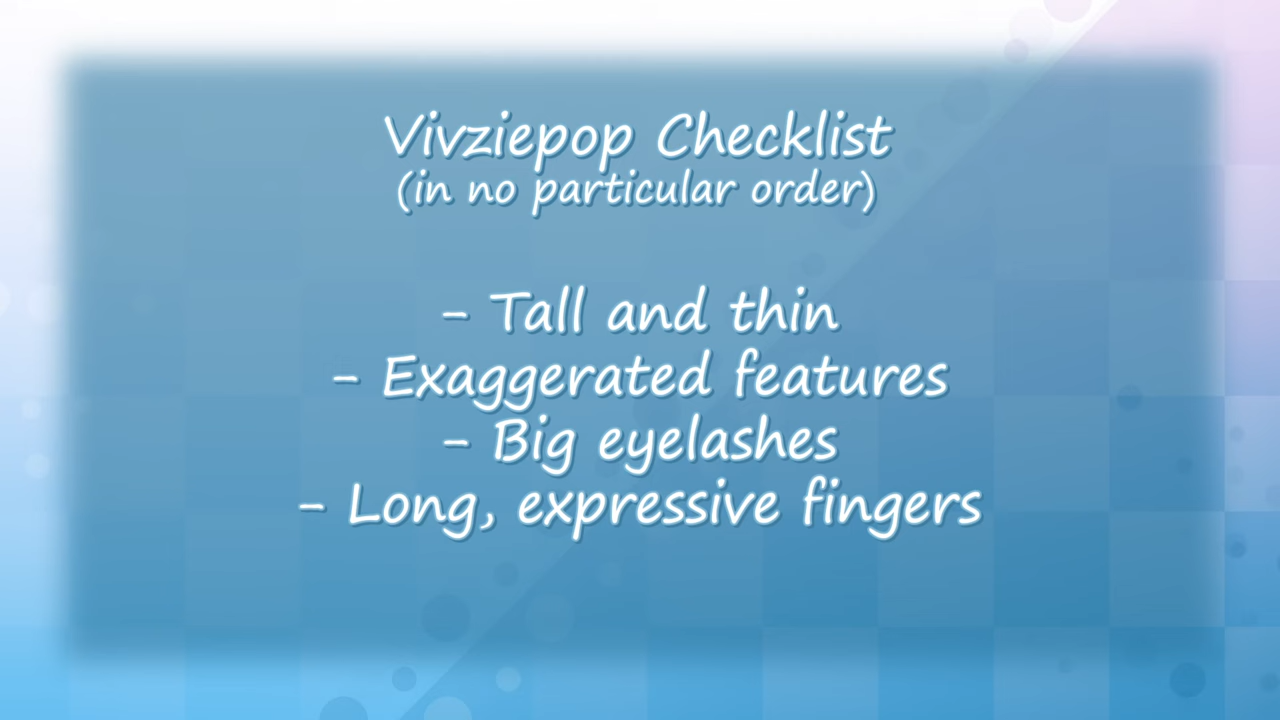 Vivziepop Checklist
(in no particular order)
- Tall and thin
- Exaggerated features
- Big eyelashes
- Long, expressive fingers